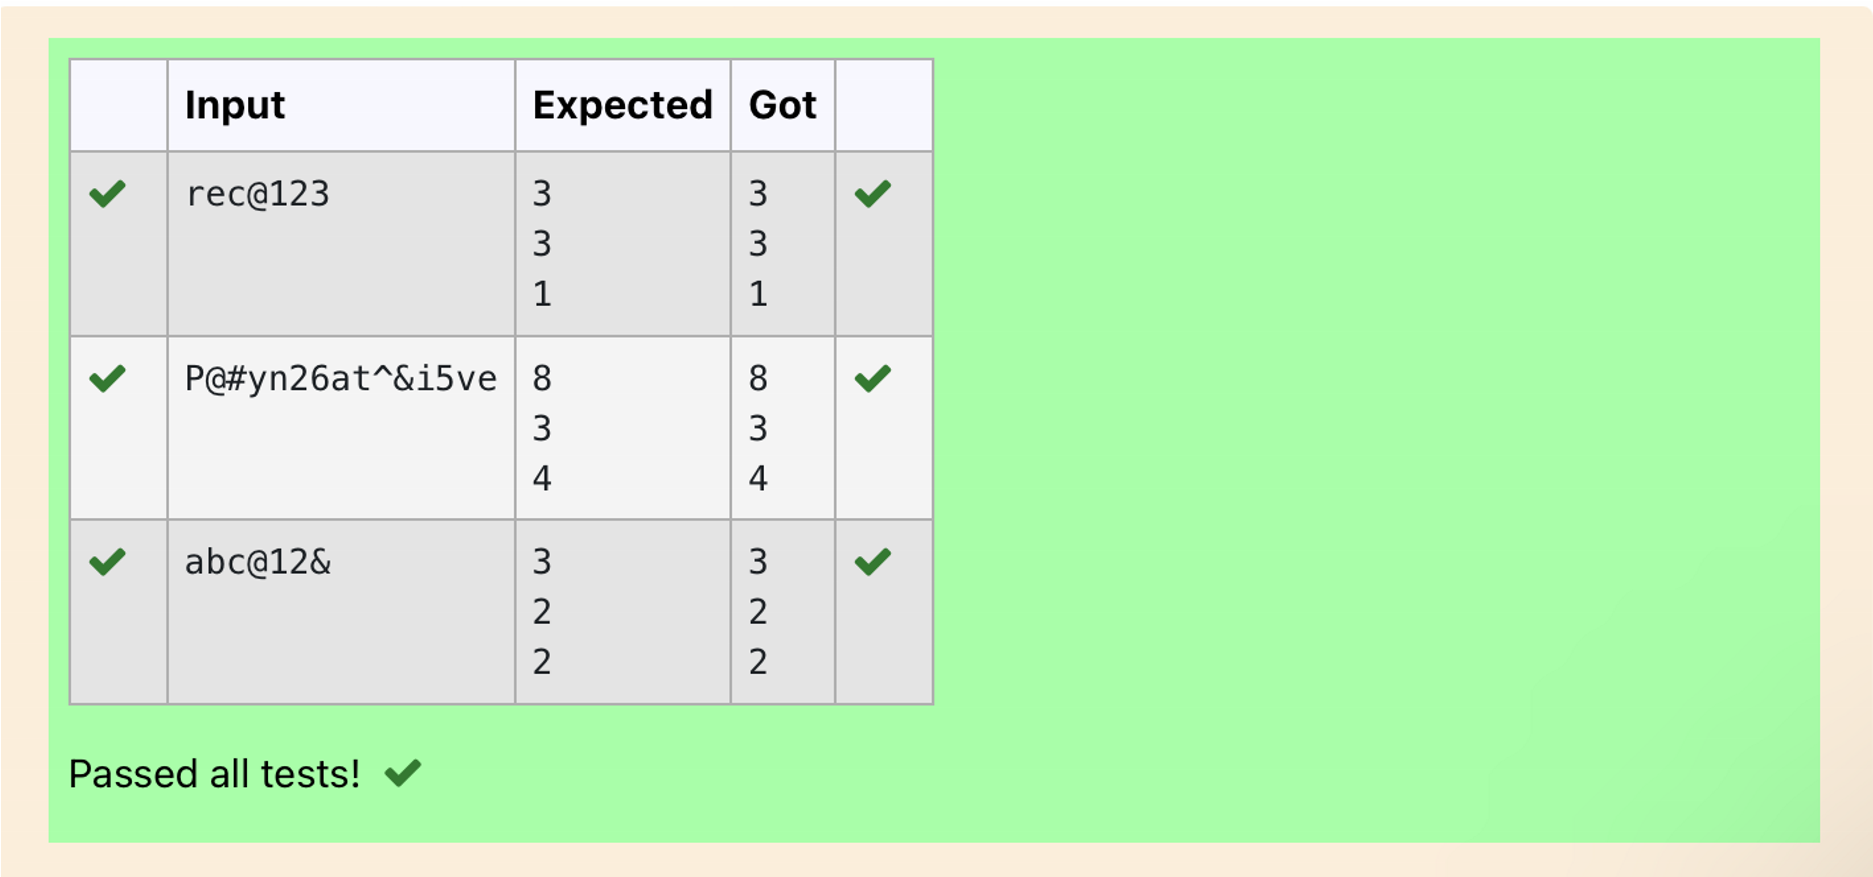 Input Expected Got
rec@123 3 3
3 3
1 1
P@#yn26at^&i5ve 8 8
3 3
4 4
abc@12& 3 3
2 2
2 2
Passed all tests!